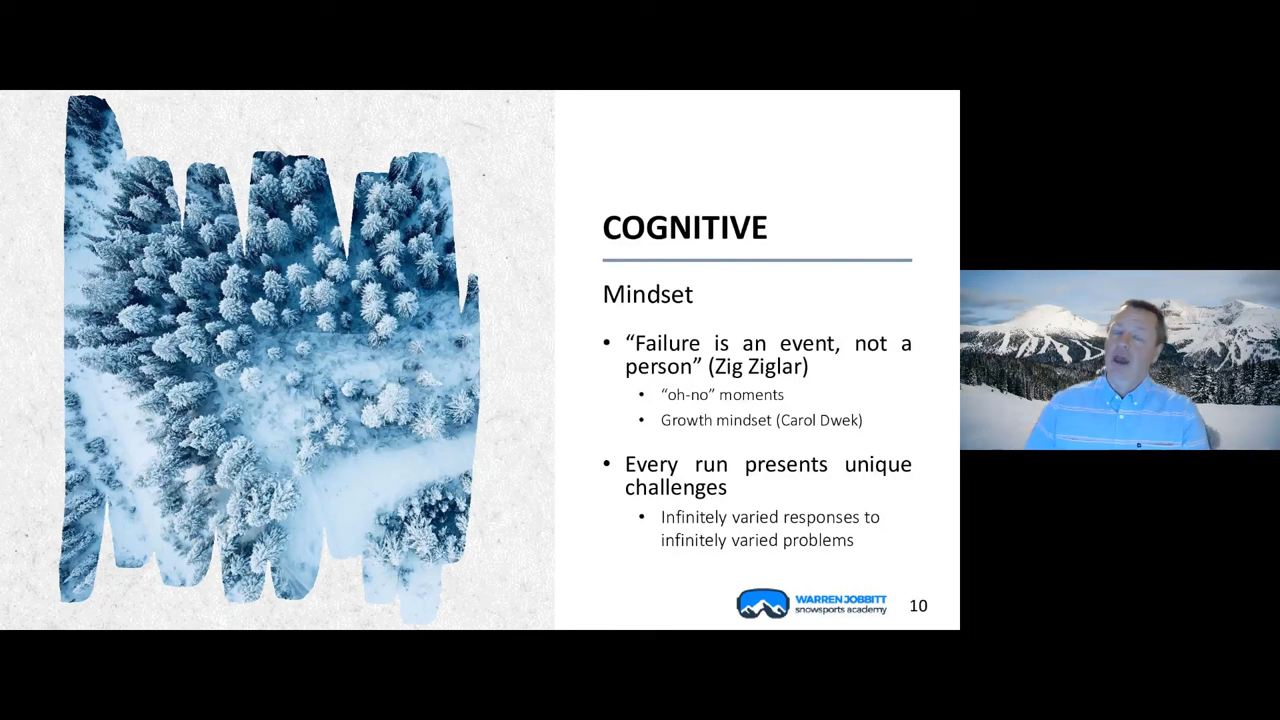 COGNITIVE
Mindset
• “Failure is an event, not a
person” (Zig Ziglar)
• “oh-no” moments
• Growth mindset (Carol Dwek)
• Every run presents unique
challenges
• Infinitely varied responses to
infinitely varied problems
WARREN JOBBITT
snowsports academy
10